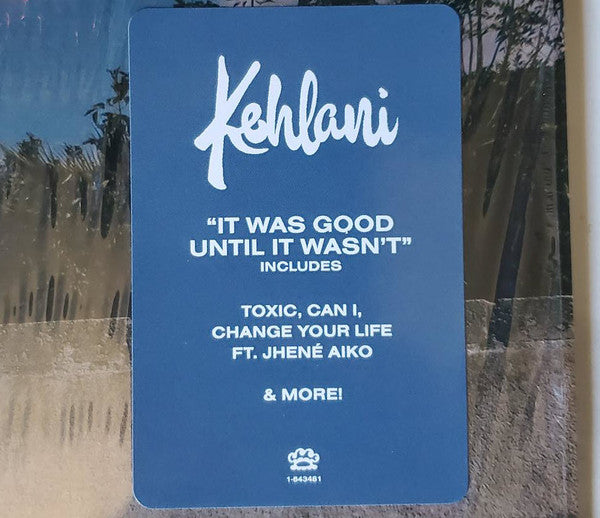 Kehlani
“IT WAS GOOD
UNTIL IT WASN'T”
INCLUDES
TOXIC, CAN I,
CHANGE YOUR LIFE
FT. JHENÉ AIKO
& MORE!
1-643481